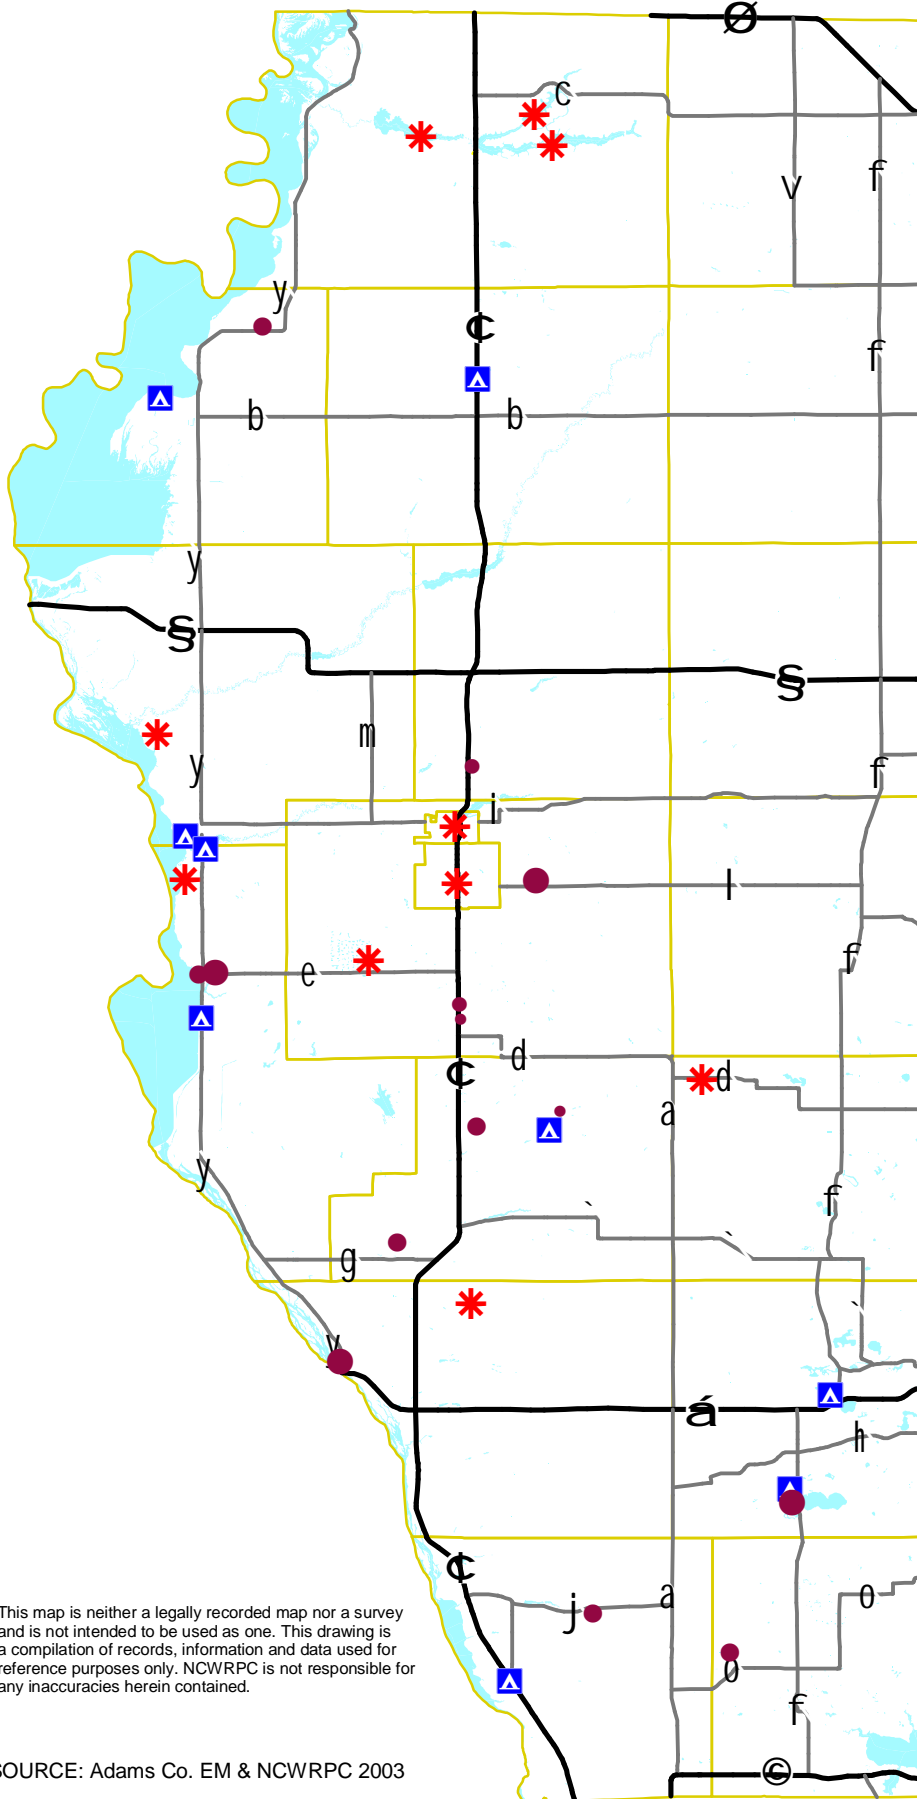 Ø
c
v
f
y
¢
f
b
b
y
§
§
m
y
f
i
l
f
e
d
¢
d
a
y
f
`
`
g
`
y
á
h
¢
j
a
o
o
f
This map is neither a legally recorded map nor a survey
and is not intended to be used as one. This drawing is
a compilation of records, information and data used for
reference purposes only. NCWRPC is not responsible for
any inaccuracies herein contained.
SOURCE: Adams Co. EM & NCWRPC 2003
©